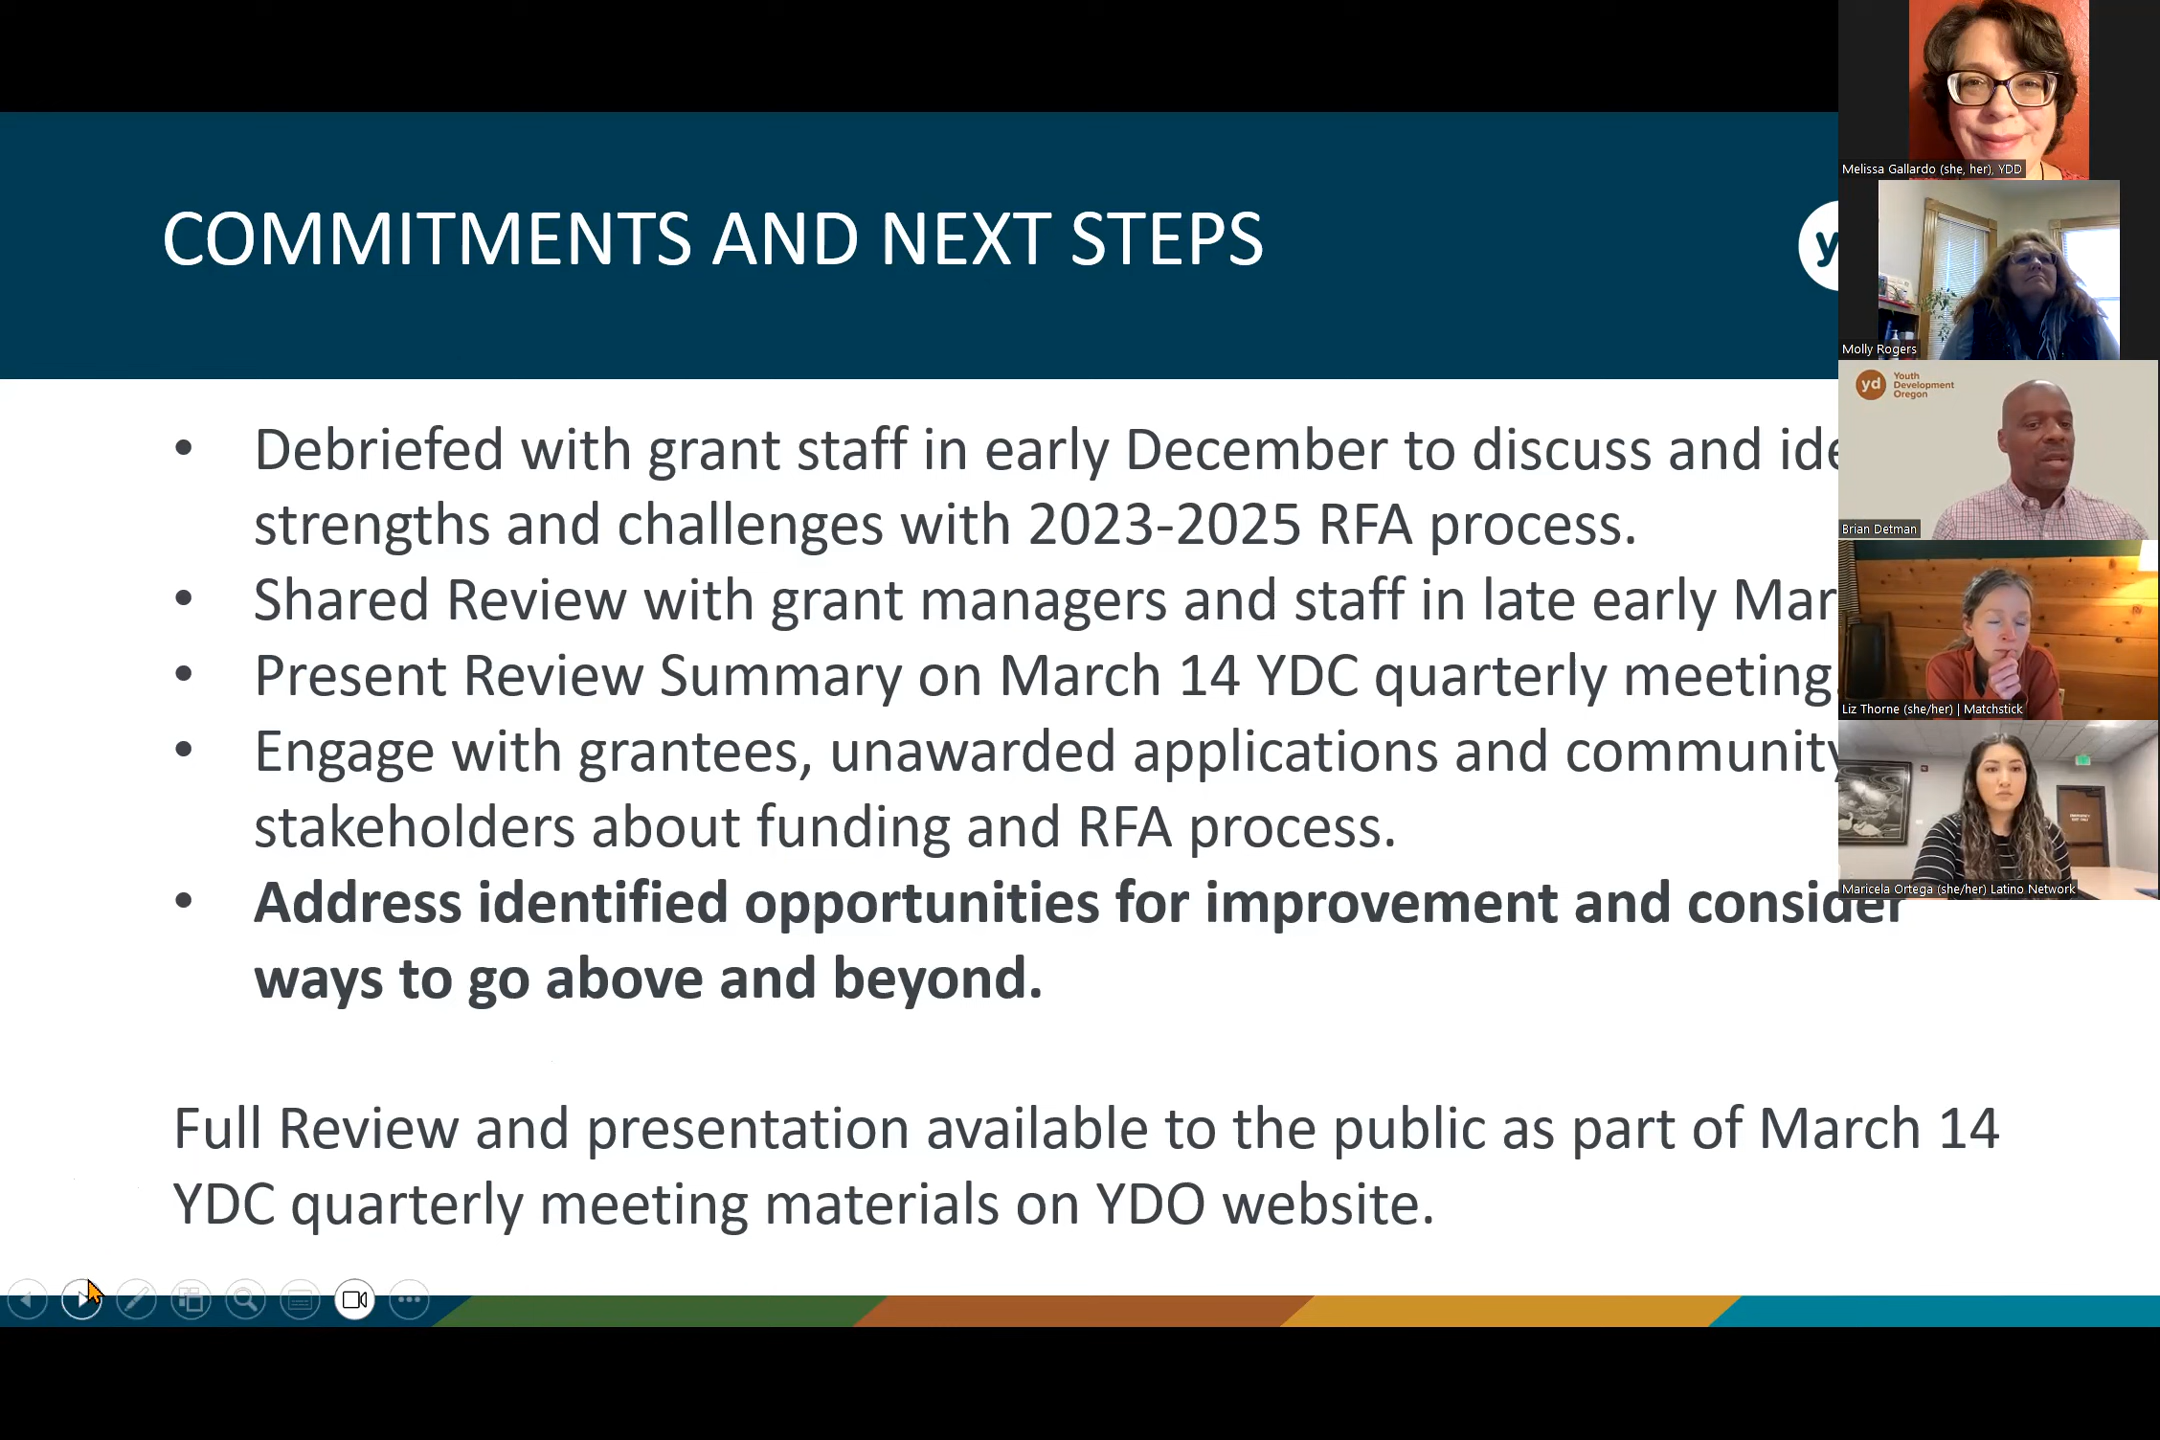 COMMITMENTS AND NEXT STEPS
• Debriefed with grant staff in early December to discuss and
strengths and challenges with 2023-2025 RFA process.
• Shared Review with grant managers and staff in late early
• Present Review Summary on March 14 YDC quarterly meeting.
• Engage with grantees, unawarded applications and community
stakeholders about funding and RFA process.
• Address identified opportunities for improvement and consider
ways to go above and beyond.
Full Review and presentation available to the public as part of March 14
YDC quarterly meeting materials on YDO website.
Melissa Gallardo (she, her), YDD
Molly Rogers
yd
Youth
Development
Oregon
Brian Detman
Liz Thorne (she/her) | Matchstick
Maricela Ortega (she/her) Latino Network